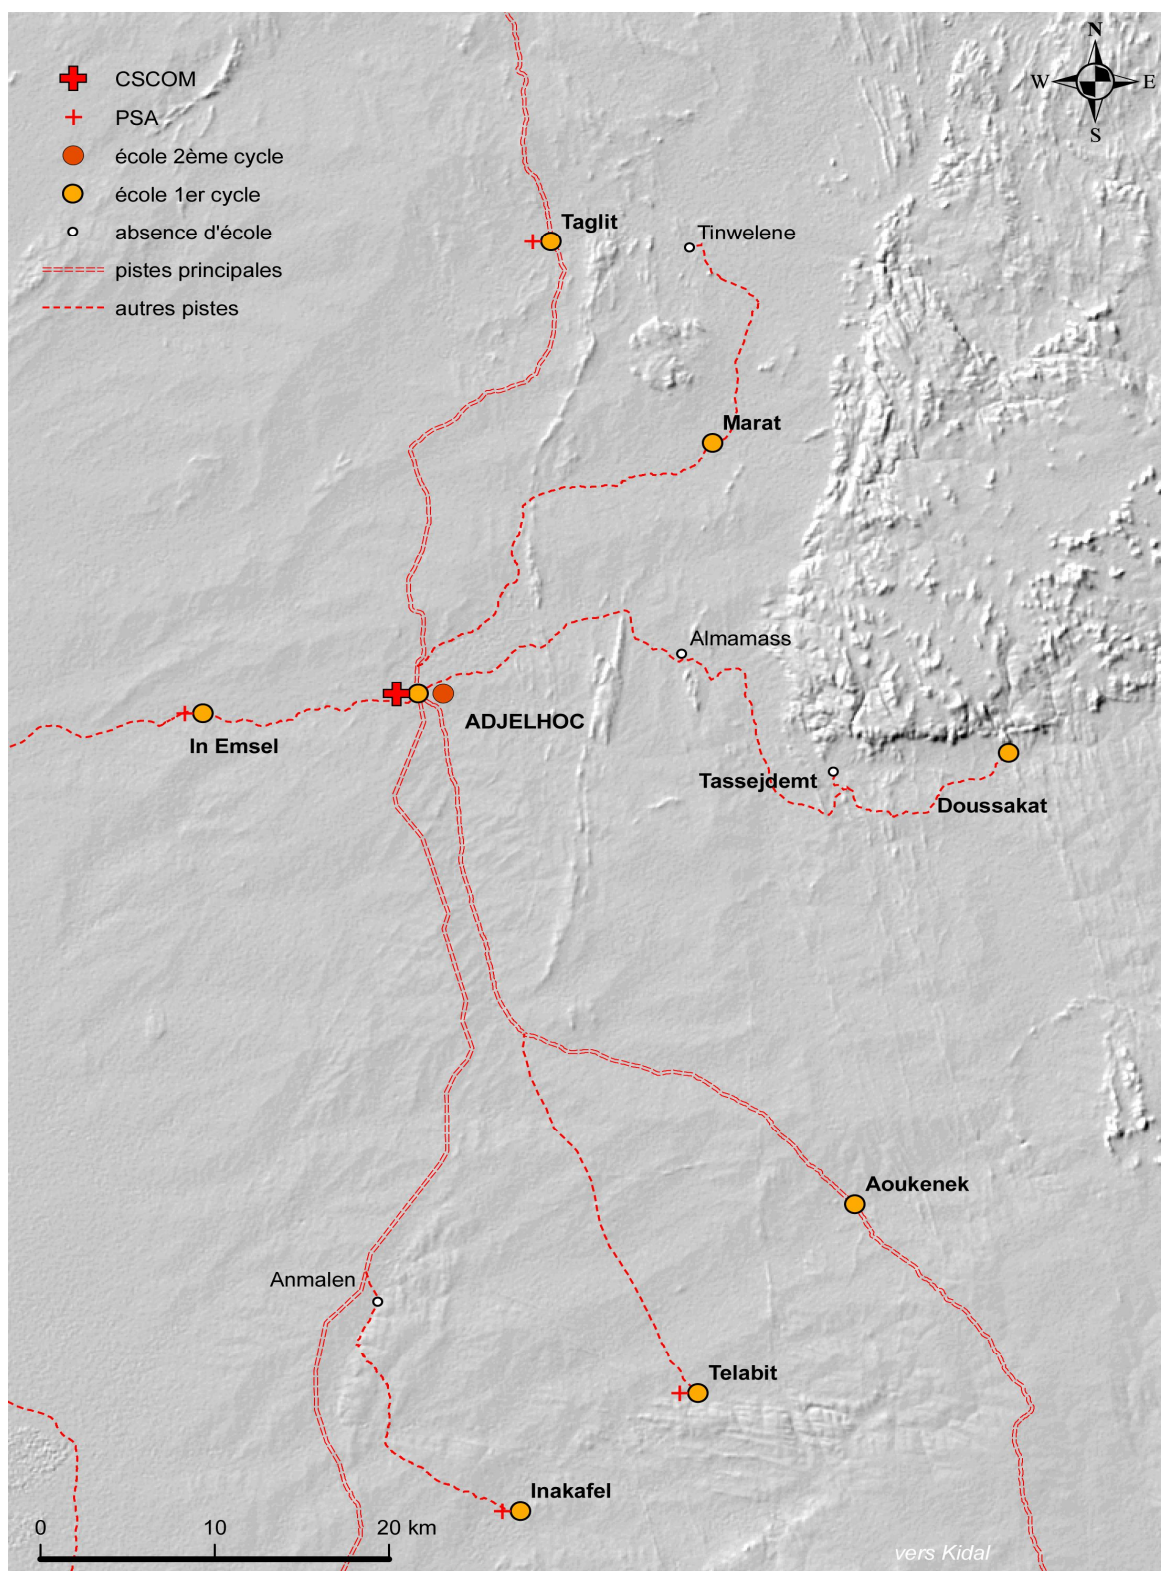 N
W E
S
CSCOM
PSA
école 2ème cycle
école 1er cycle
absence d'école
pistes principales
autres pistes
Taglit
Tinwelene
Marat
Almamass
ADJELHOC
In Emsel
Tassejdemt
Doussakat
Aoukenek
Anmalen
Telabit
Inakafel
0 10 20 km
vers Kidal